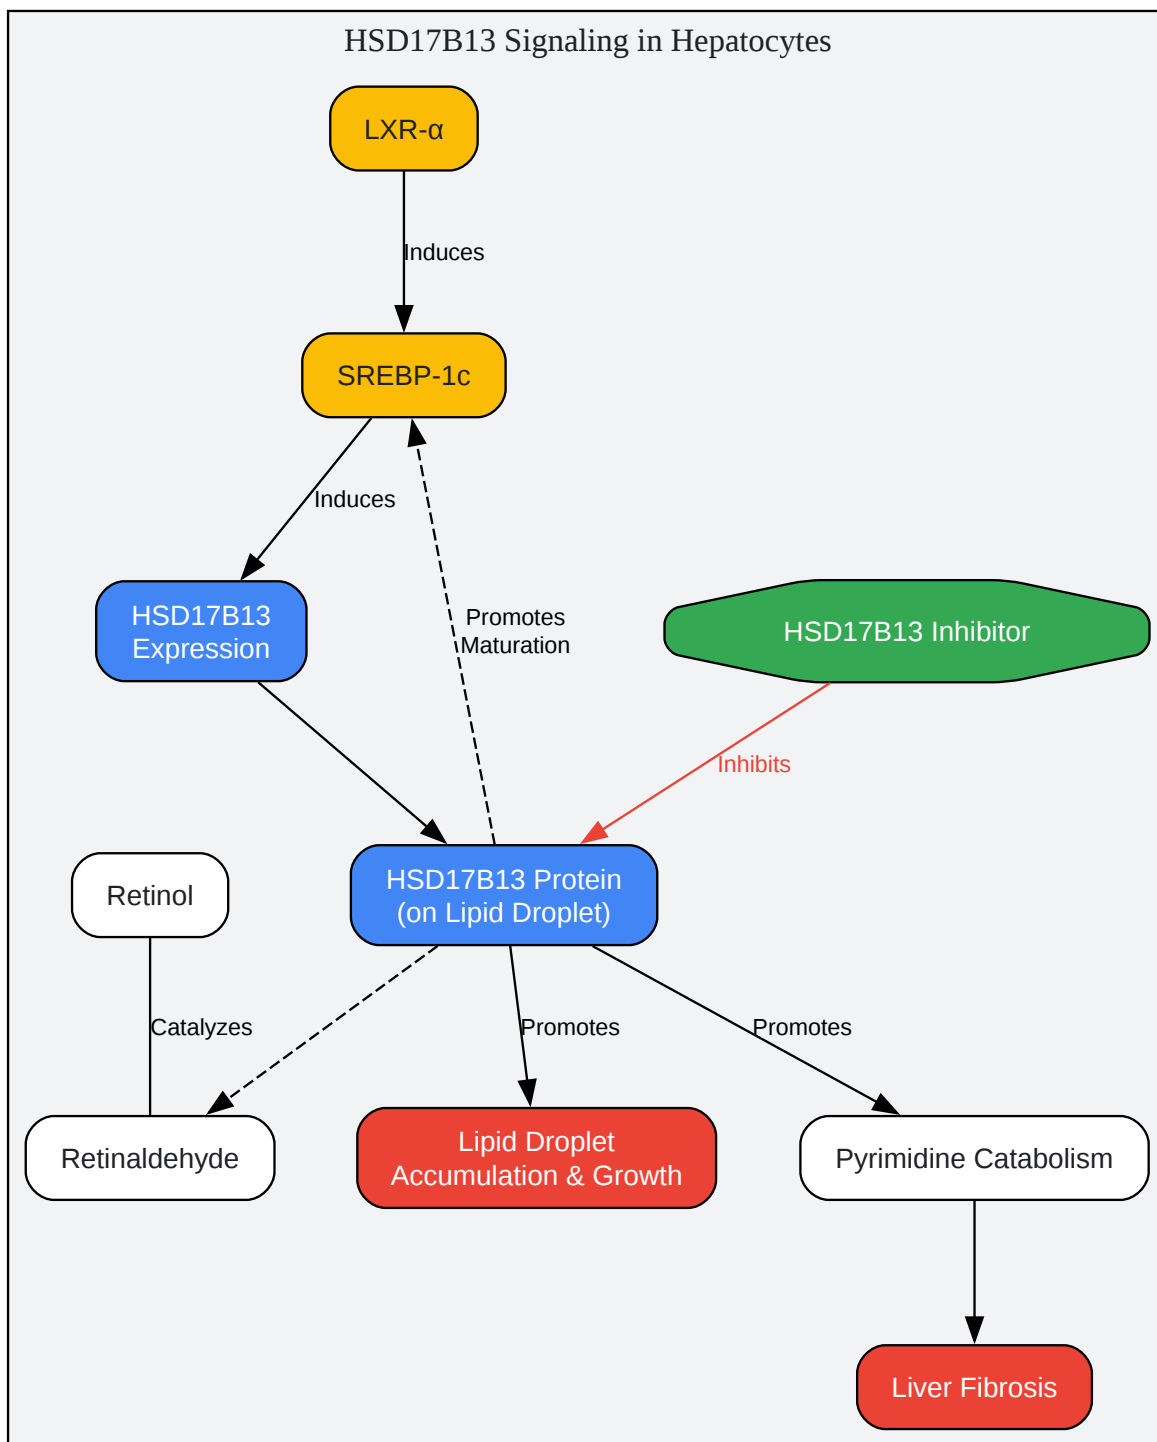 HSD17B13 Signaling in Hepatocytes
LXR-α
Induces
SREBP-1c
Induces
HSD17B13
Expression
Promotes
Maturation
HSD17B13 Inhibitor
Inhibits
Retinol
HSD17B13 Protein
(on Lipid Droplet)
Catalyzes
Promotes
Promotes
Retinaldehyde
Lipid Droplet
Accumulation & Growth
Pyrimidine Catabolism
Liver Fibrosis